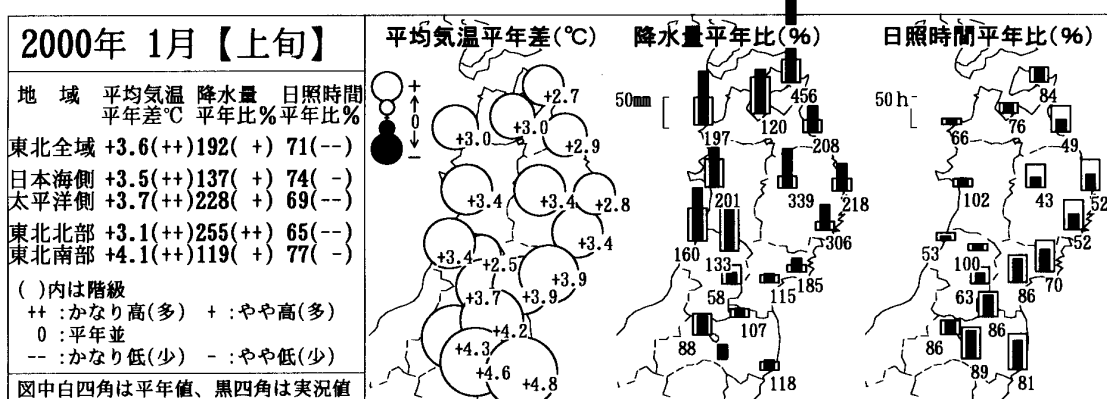 2000年 1月【上旬】
地 域 平均気温 降水量 日照時間
平年差℃ 平年比% 平年比%
東北全域 +3.6(++)192( +) 71(--)
日本海側 +3.5(++)137( +) 74( -)
太平洋側 +3.7(++)228( +) 69(--)
東北北部 +3.1(++)255(++) 65(--)
東北南部 +4.1(++)119( +) 77( -)
( )内は階級
++ :かなり高(多) + :やや高(多)
0 :平年並
-- :かなり低(少) - :やや低(少)
図中白四角は平年値、黒四角は実況値
平均気温平年差(℃)
+
0
-
+2.7
+3.0
+3.0
+2.9
+3.4
+3.4
+2.8
+3.4
+3.4
+2.5
+3.9
+3.9
+3.7
+4.2
+4.3
+4.6
+4.8
降水量平年比(%)
50mm
456
197
120
208
201
339
218
306
160
133
185
58
115
107
88
118
日照時間平年比(%)
50h
84
66
76
49
102
43
52
52
53
100
70
63
86
86
86
89
81